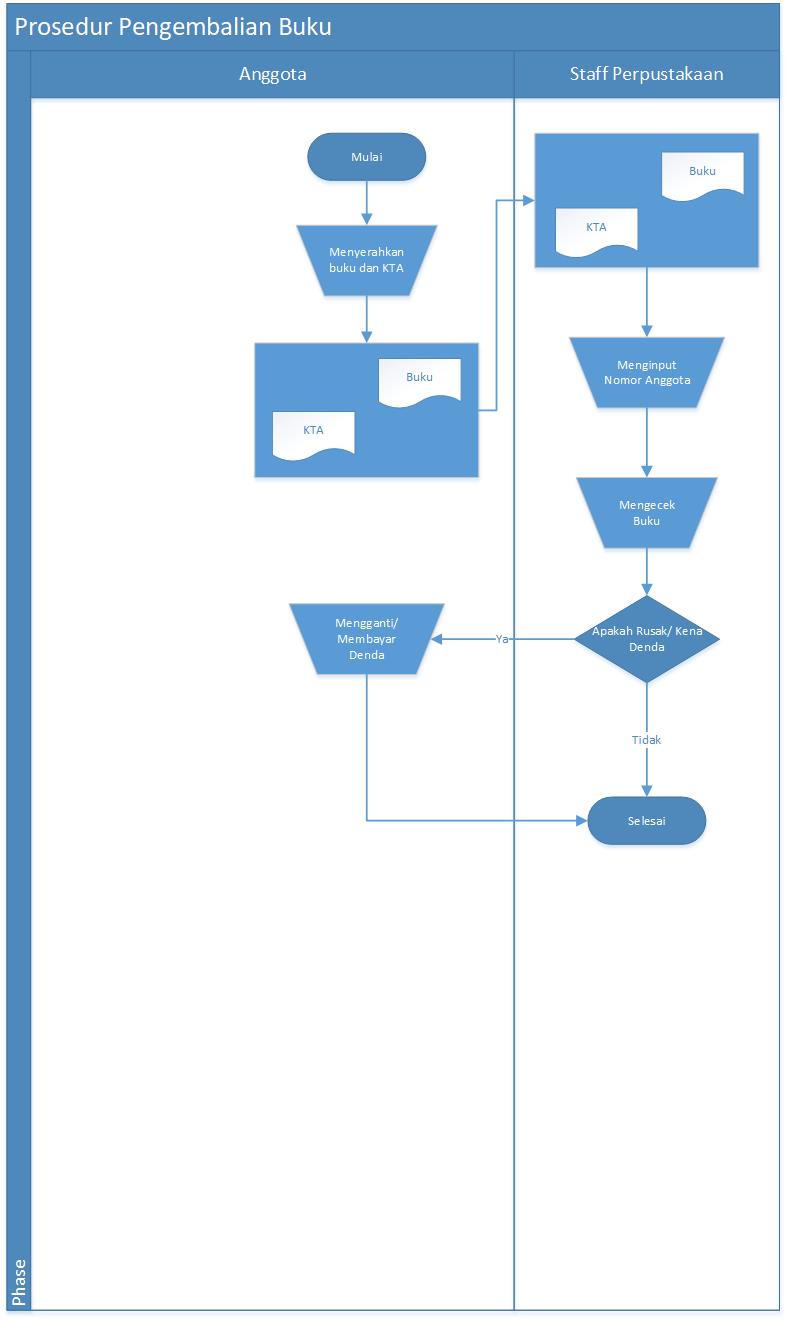 Prosedur Pengembalian Buku
Anggota
Staff Perpustakaan
Mulai
Menyerahkan
buku dan KTA
Buku
KTA
Buku
KTA
Menginput
Nomor Anggota
Mengecek
Buku
Apakah Rusak/ Kena
Denda
Ya
Mengganti/
Membayar
Denda
Tidak
Selesai
Phase